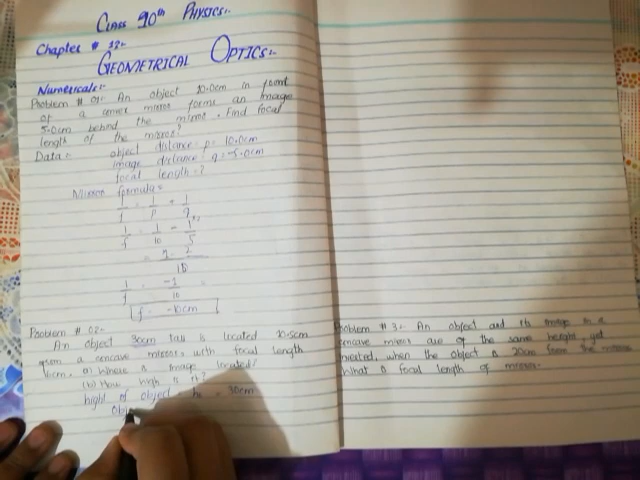 CLASS 10th PHYSICS:-
Chapter # 12:-
GEOMETRICAL OPTICS:-
Numericals:-
Problem # 01:- An object 10.0cm in front
of a convex mirror forms an image
5.0cm behind the mirror. Find focal
length of the mirror?
Data:- object distance = p = 10.0cm
image distance = q = -5.0cm
focal length = ?
Mirror formula:
1/f = 1/p + 1/q
1/f = 1/10 - 1/5
10
1/f = -1/10
f = -10cm
Problem # 02:-
An object 30cm tall is located 10.5cm
from a concave mirror with focal length
16cm. (a) Where is image located?
(b) How high is it?
hight of object = ho = 30cm
Obje
Problem # 3:- An object and its image in a
concave mirror are of the same height, yet
inverted, when the object is 20cm from the mirror.
What is focal length of mirror.